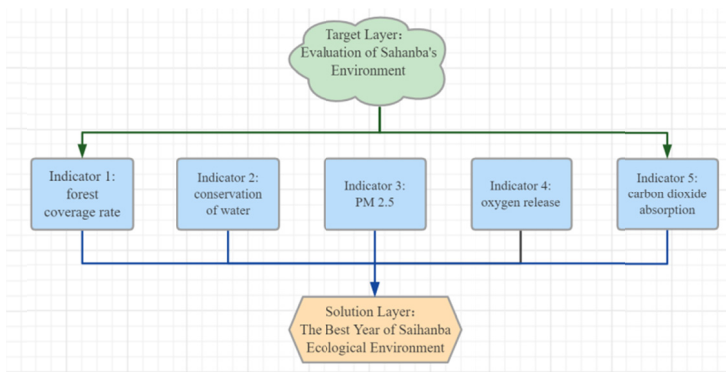 Target Layer:
Evaluation of Sahanba's
Environment
Indicator 1:
forest
coverage rate
Indicator 2:
conservation
of water
Indicator 3:
PM 2.5
Indicator 4:
oxygen release
Indicator 5:
carbon dioxide
absorption
Solution Layer:
The Best Year of Saihanba
Ecological Environment